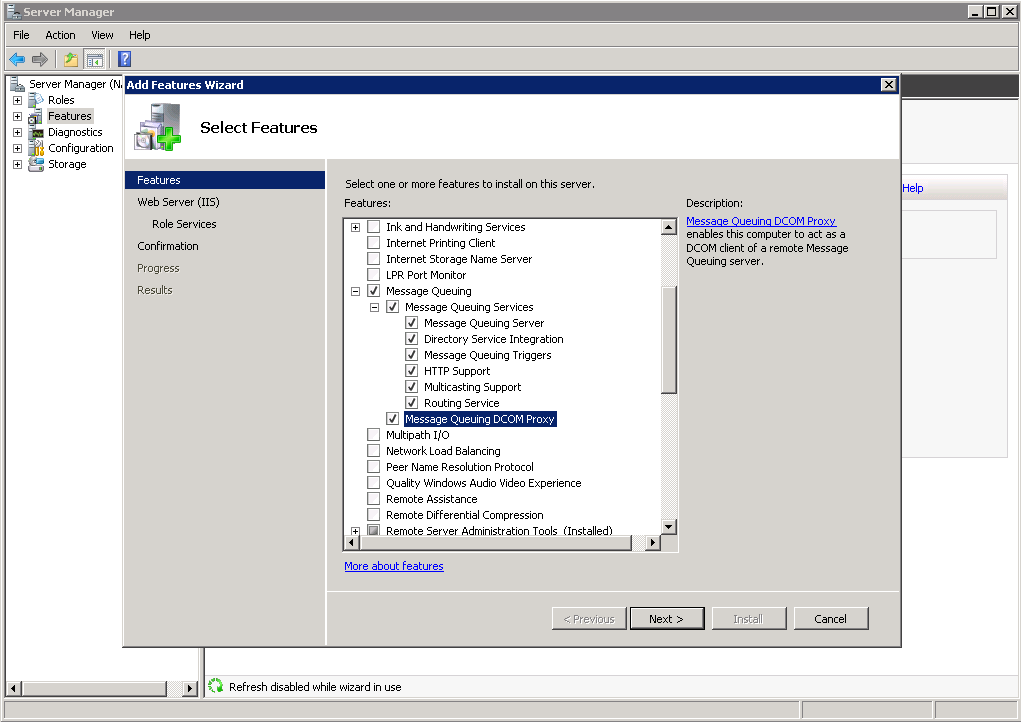 Server Manager
File Action View Help
Server Manager (N
Roles
Features
Diagnostics
Configuration
Storage
Add Features Wizard
Select Features
Features
Web Server (IIS)
Role Services
Confirmation
Progress
Results
Select one or more features to install on this server.
Features:
Ink and Handwriting Services
Internet Printing Client
Internet Storage Name Server
LPR Port Monitor
Message Queuing
Message Queuing Services
Message Queuing Server
Directory Service Integration
Message Queuing Triggers
HTTP Support
Multicasting Support
Routing Service
Message Queuing DCOM Proxy
Multipath I/O
Network Load Balancing
Peer Name Resolution Protocol
Quality Windows Audio Video Experience
Remote Assistance
Remote Differential Compression
Remote Server Administration Tools (Installed)
More about features
Description:
Message Queuing DCOM Proxy
enables this computer to act as a
DCOM client of a remote Message
Queuing server.
Help
< Previous
Next >
Install
Cancel
Refresh disabled while wizard in use